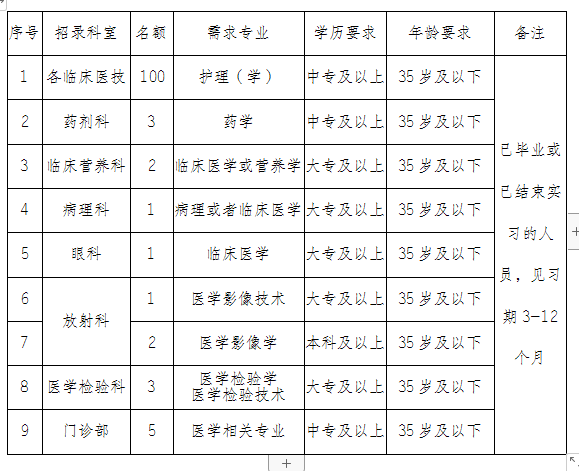 序号 招录科室 名额 需求专业 学历要求 年龄要求 备注
1 各临床医技 100 护理（学） 中专及以上 35岁及以下
2 药剂科 3 药学 中专及以上 35岁及以下
3 临床营养科 2 临床医学或营养学 大专及以上 35岁及以下
4 病理科 1 病理或者临床医学 大专及以上 35岁及以下
5 眼科 1 临床医学 大专及以上 35岁及以下
6 放射科 1 医学影像技术 大专及以上 35岁及以下
7 2 医学影像学 本科及以上 35岁及以下
8 医学检验科 3 医学检验学 大专及以上 35岁及以下
医学检验技术
9 门诊部 5 医学相关专业 中专及以上 35岁及以下
已毕业或
已结束实
习的人
员，见习
期3-12
个月